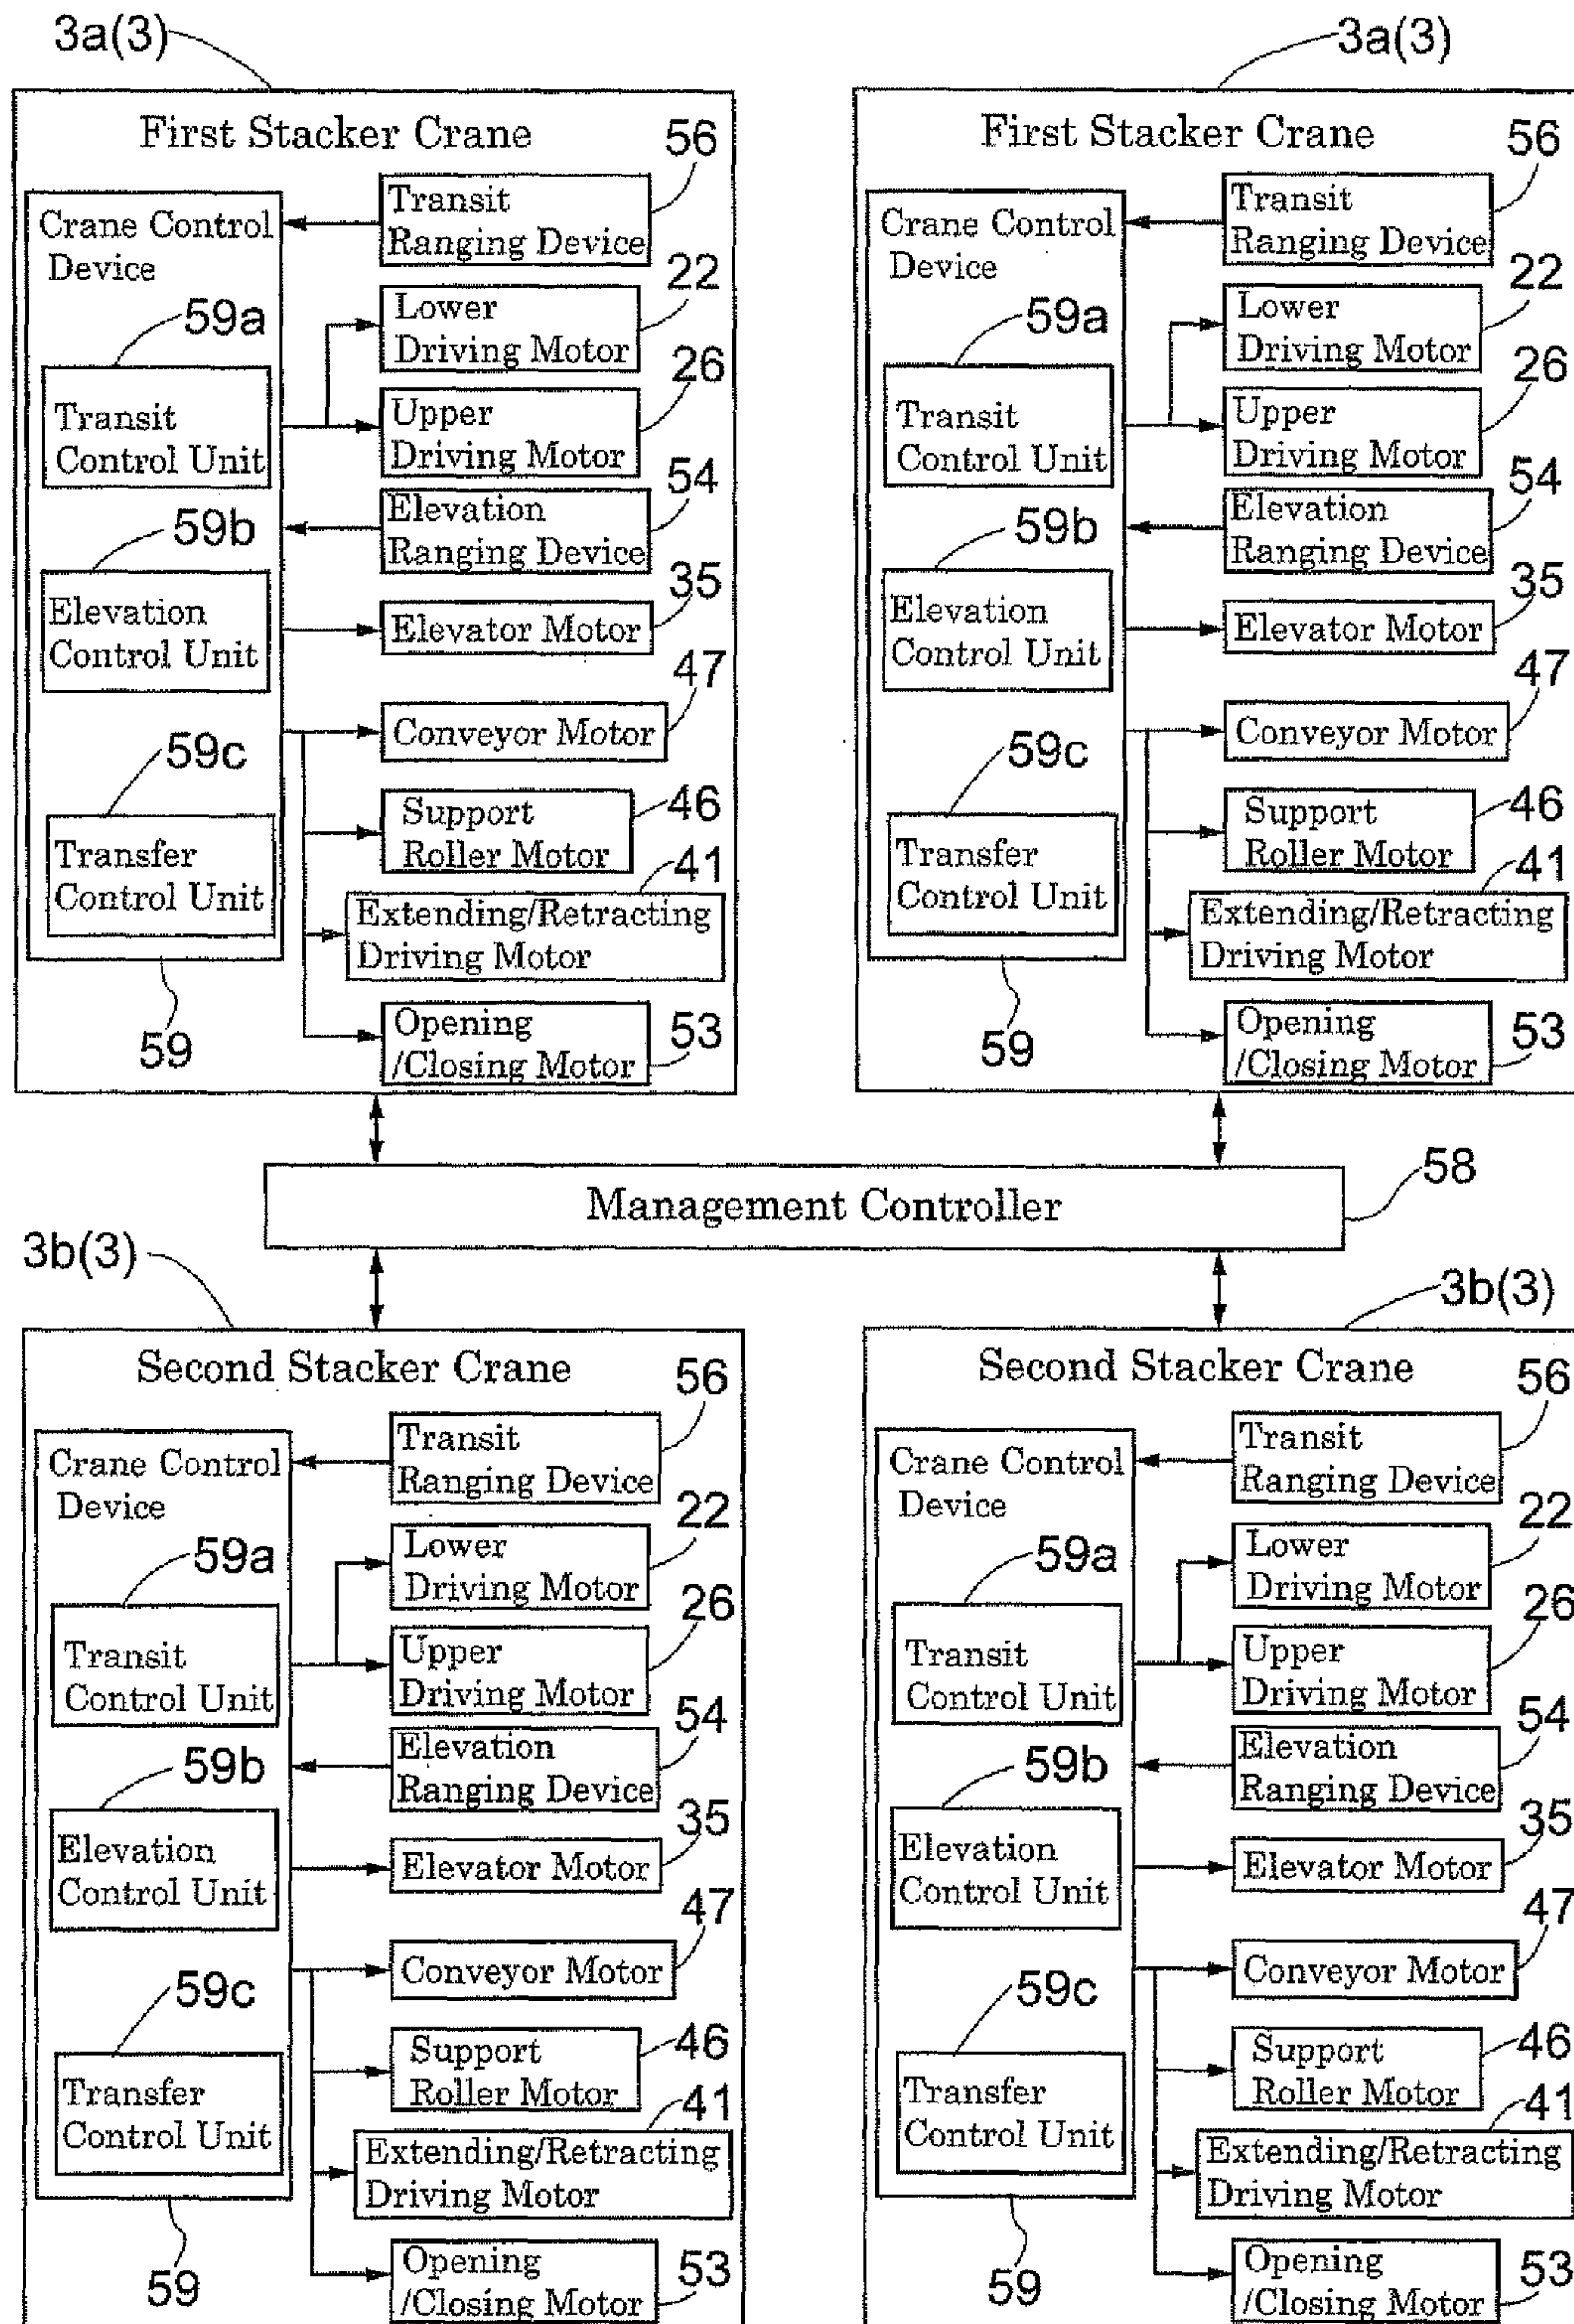 3a(3)
First Stacker Crane
56
Transit
Ranging Device
Crane Control
Device
22
Lower
Driving Motor
59a
26
Upper
Driving Motor
Transit
Control Unit
54
Elevation
Ranging Device
59b
35
Elevation
Control Unit
Elevator Motor
47
Conveyor Motor
59c
46
Support
Roller Motor
Transfer
Control Unit
41
Extending/Retracting
Driving Motor
59
Opening
/Closing Motor
53
3a(3)
First Stacker Crane
56
Transit
Ranging Device
Crane Control
Device
22
Lower
Driving Motor
59a
26
Upper
Driving Motor
Transit
Control Unit
54
Elevation
Ranging Device
59b
35
Elevation
Control Unit
Elevator Motor
47
Conveyor Motor
59c
46
Support
Roller Motor
Transfer
Control Unit
41
Extending/Retracting
Driving Motor
59
Opening
/Closing Motor
53
Management Controller
58
3b(3)
Second Stacker Crane
56
Transit
Ranging Device
Crane Control
Device
22
Lower
Driving Motor
59a
26
Upper
Driving Motor
Transit
Control Unit
54
Elevation
Ranging Device
59b
35
Elevation
Control Unit
Elevator Motor
47
Conveyor Motor
59c
46
Support
Roller Motor
Transfer
Control Unit
41
Extending/Retracting
Driving Motor
59
Opening
/Closing Motor
53
3b(3)
Second Stacker Crane
56
Transit
Ranging Device
Crane Control
Device
22
Lower
Driving Motor
59a
26
Upper
Driving Motor
Transit
Control Unit
54
Elevation
Ranging Device
59b
35
Elevation
Control Unit
Elevator Motor
47
Conveyor Motor
59c
46
Support
Roller Motor
Transfer
Control Unit
41
Extending/Retracting
Driving Motor
59
Opening
/Closing Motor
53